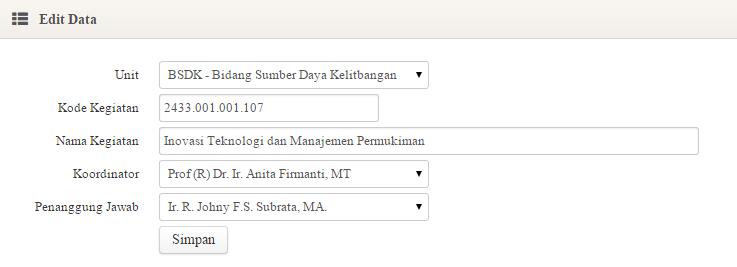 Edit Data
Unit BSDK - Bidang Sumber Daya Kelitbangan
Kode Kegiatan 2433.001.001.107
Nama Kegiatan Inovasi Teknologi dan Manajemen Permukiman
Koordinator Prof (R) Dr. Ir. Anita Firmanti, MT
Penanggung Jawab Ir. R. Johny F.S. Subrata, MA.
Simpan